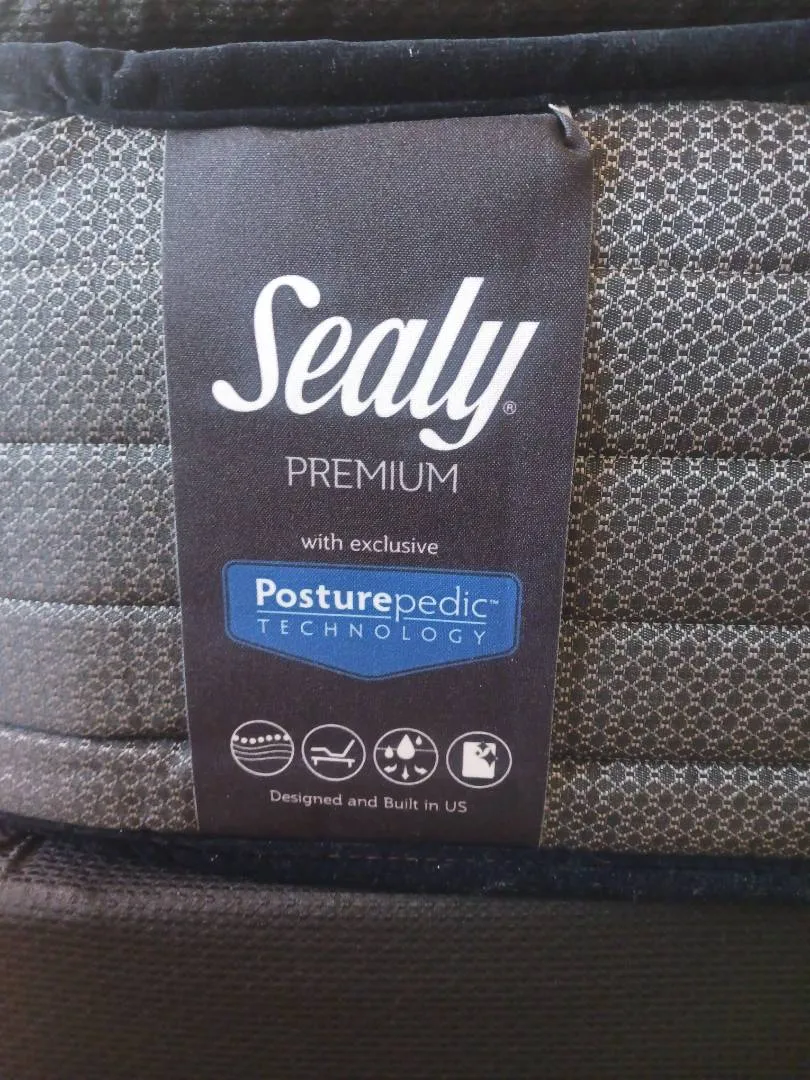 Sealy®
PREMIUM
with exclusive
Posturepedic™
TECHNOLOGY
Designed and Built in US